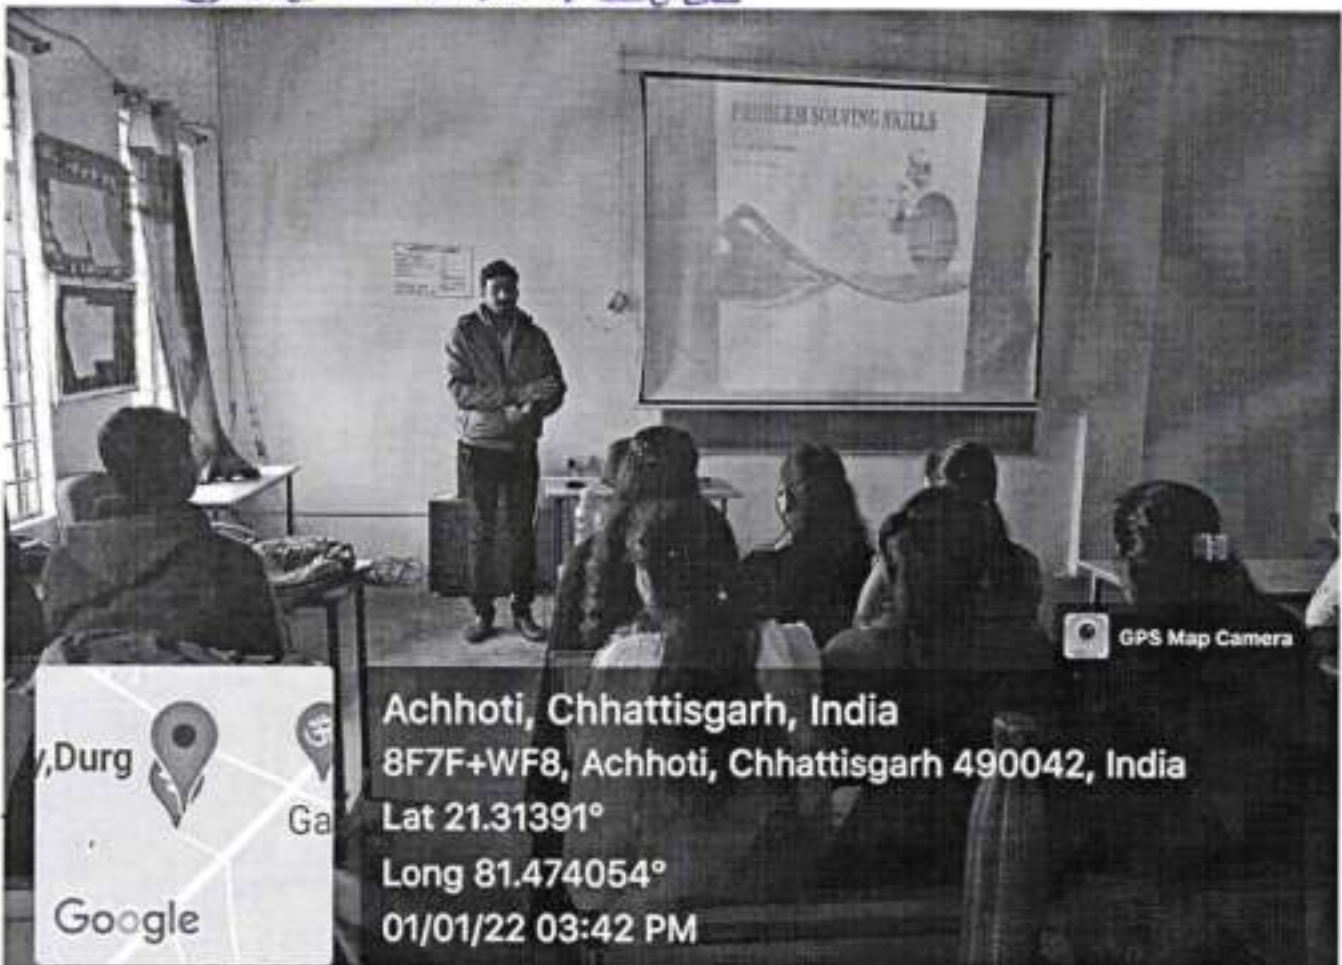 PROBLEM SOLVING SKILLS
GPS Map Camera
,Durg
Ga
Google
Achhoti, Chhattisgarh, India
8F7F+WF8, Achhoti, Chhattisgarh 490042, India
Lat 21.31391°
Long 81.474054°
01/01/22 03:42 PM